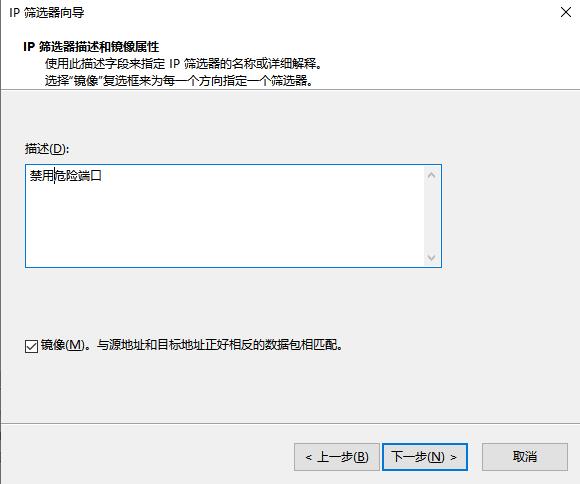 IP 筛选器向导
IP 筛选器描述和镜像属性
使用此描述字段来指定 IP 筛选器的名称或详细解释。
选择"镜像"复选框来为每一个方向指定一个筛选器。
描述(D):
禁用危险端口
镜像(M)。与源地址和目标地址正好相反的数据包相匹配。
< 上一步(B) 下一步(N) > 取消